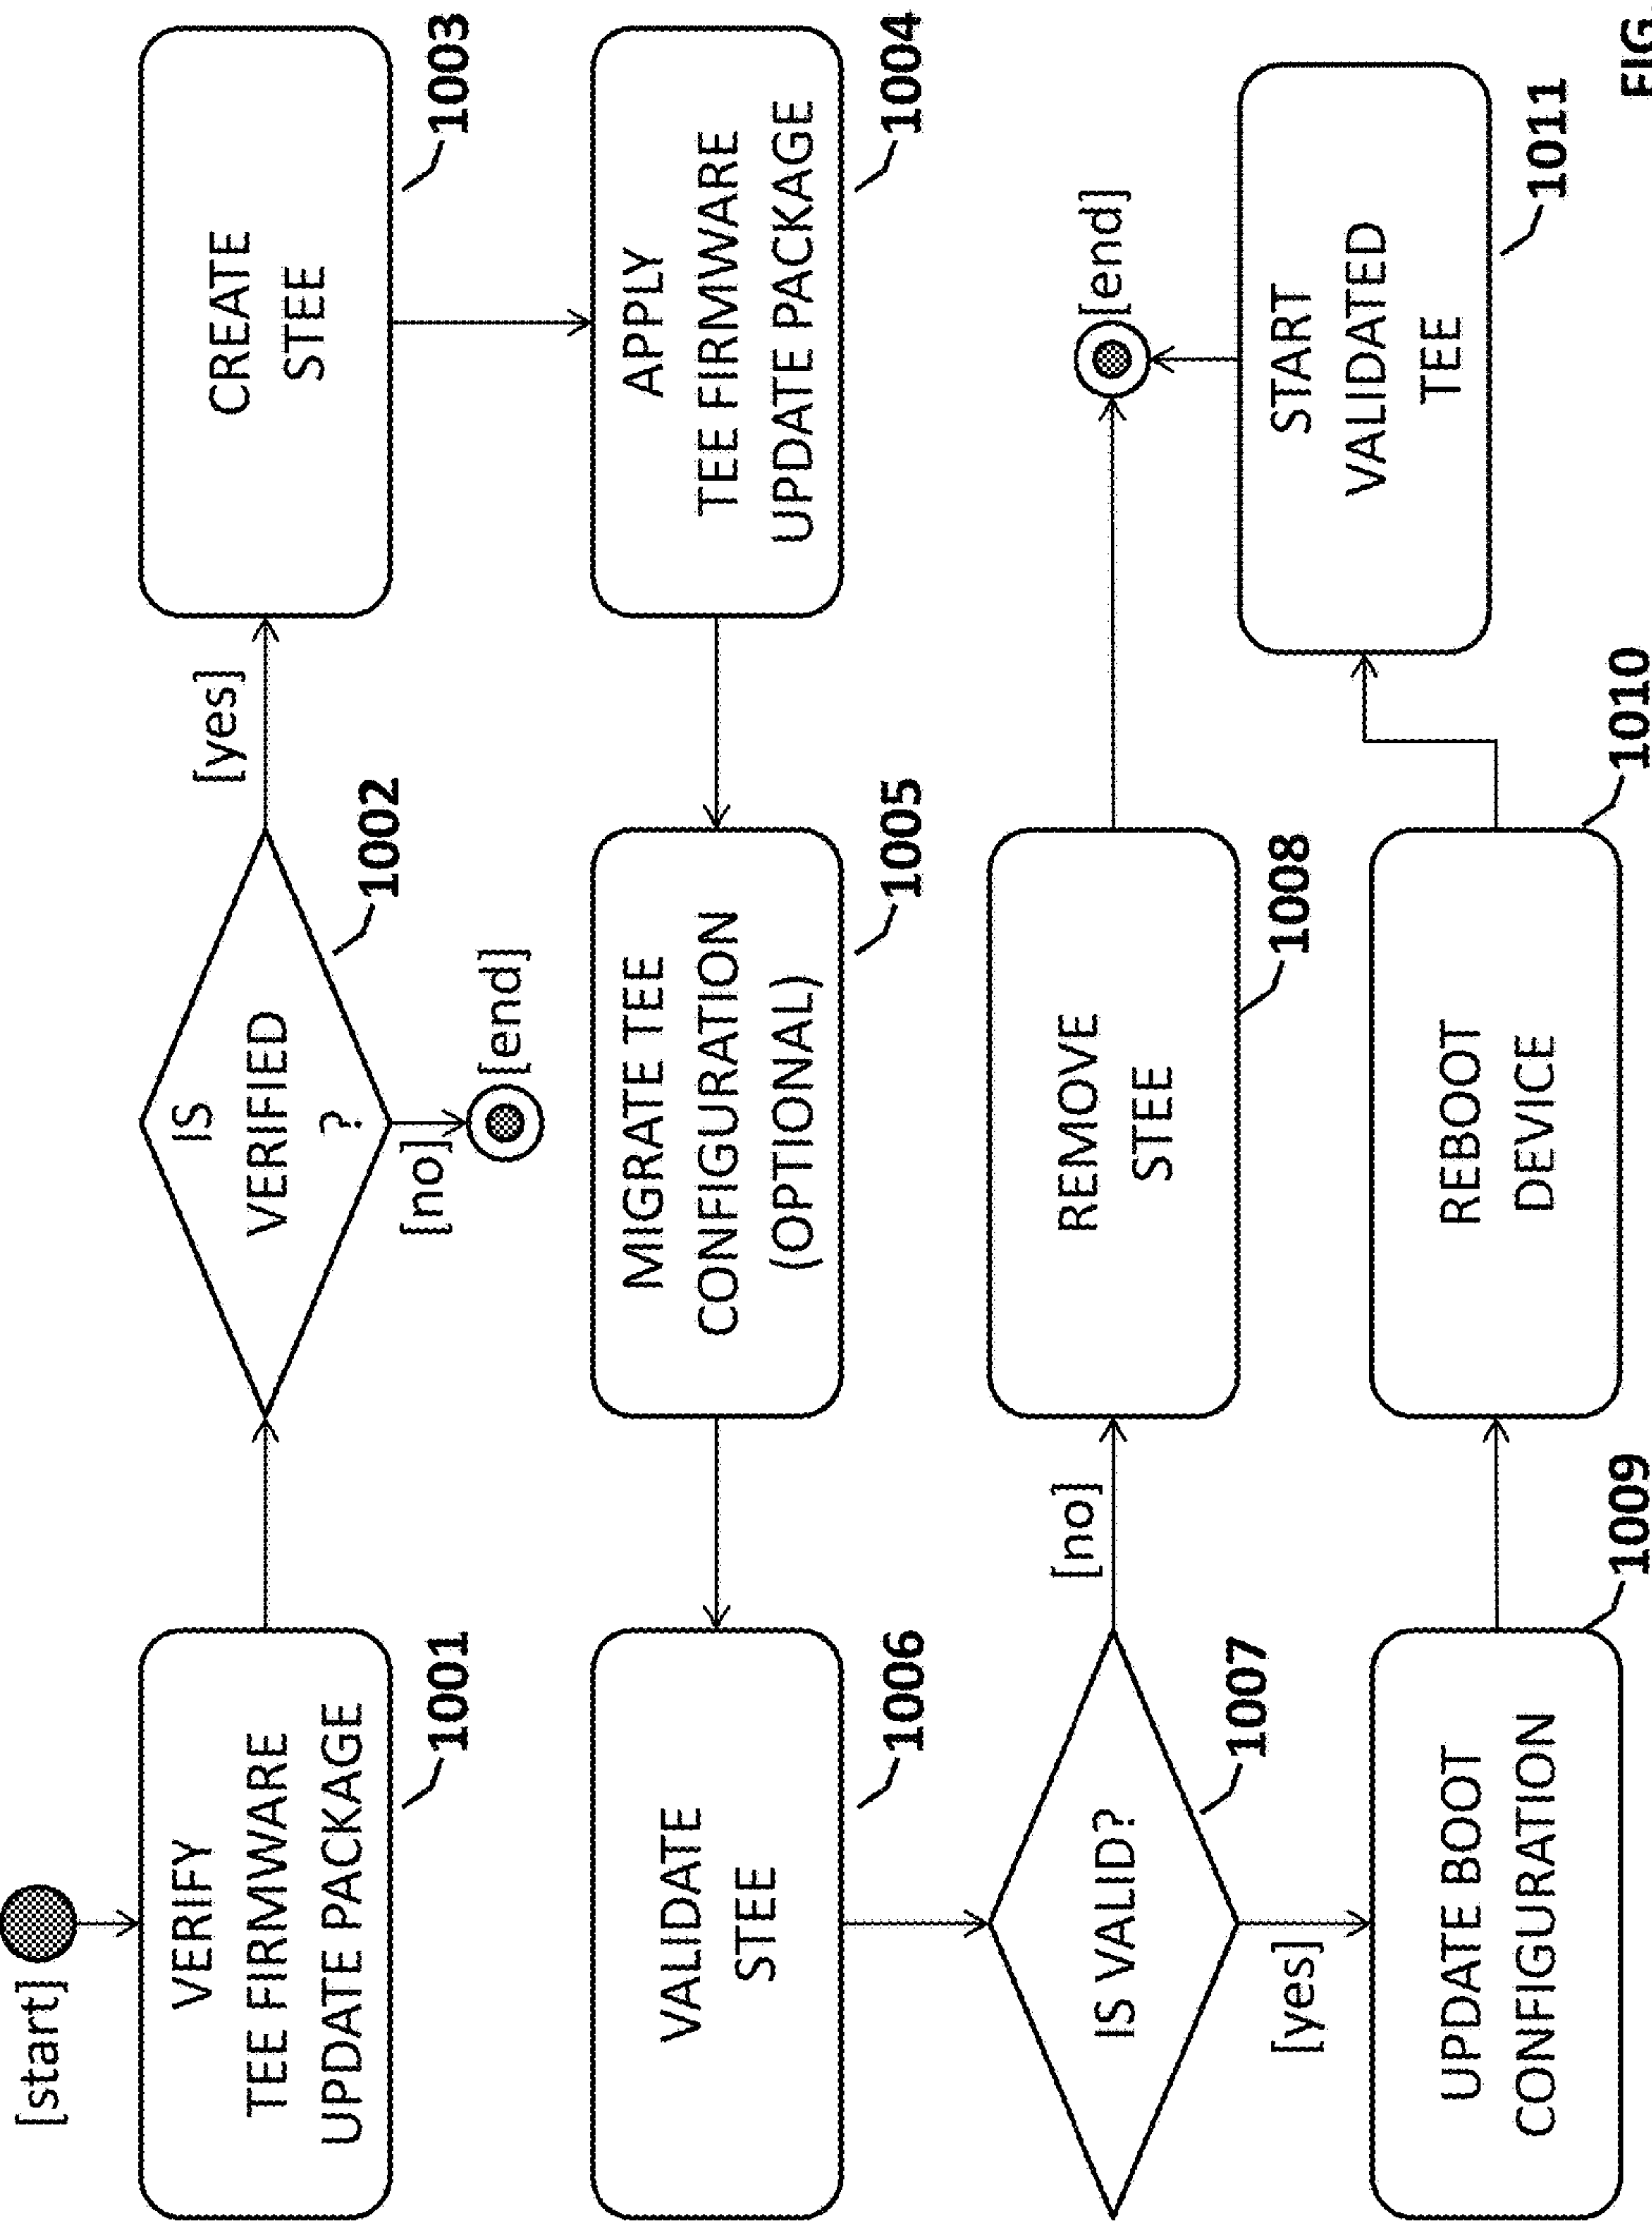 [start]
VERIFY
TEE FIRMWARE
UPDATE PACKAGE
1001
IS
VERIFIED
?
1002
[yes]
[no]
[end]
CREATE
STEE
1003
APPLY
TEE FIRMWARE
UPDATE PACKAGE
1004
MIGRATE TEE
CONFIGURATION
(OPTIONAL)
1005
VALIDATE
STEE
1006
IS VALID?
1007
[no]
[yes]
REMOVE
STEE
1008
[end]
UPDATE BOOT
CONFIGURATION
1009
REBOOT
DEVICE
1010
START
VALIDATED
TEE
1011
FIG.